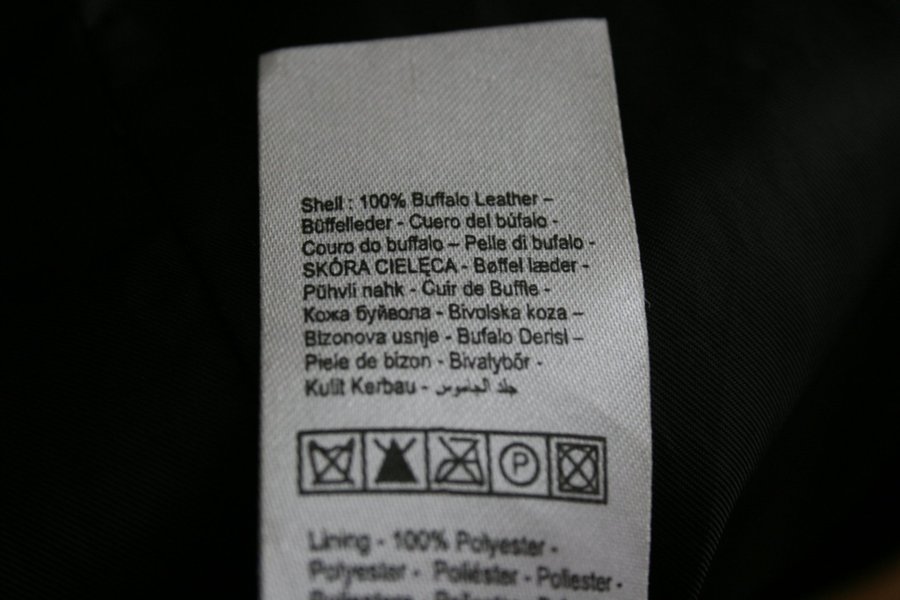 Shell : 100% Buffalo Leather –
Büffelleder - Cuero del búfalo -
Couro do buffalo – Pelle di bufalo -
SKÓRA CIELĘCA - Bøffel læder -
Pühvli nahk - Cuir de Buffle -
Кожа буйвола - Bivolska koza –
Bizonova usnje - Bufalo Derisi –
Piele de bizon - Bivalybőr -
Kulit Kerbau - جلد الجاموس
P
Lining - 100% Polyester -
Polyester - Poliéster - Poliester -